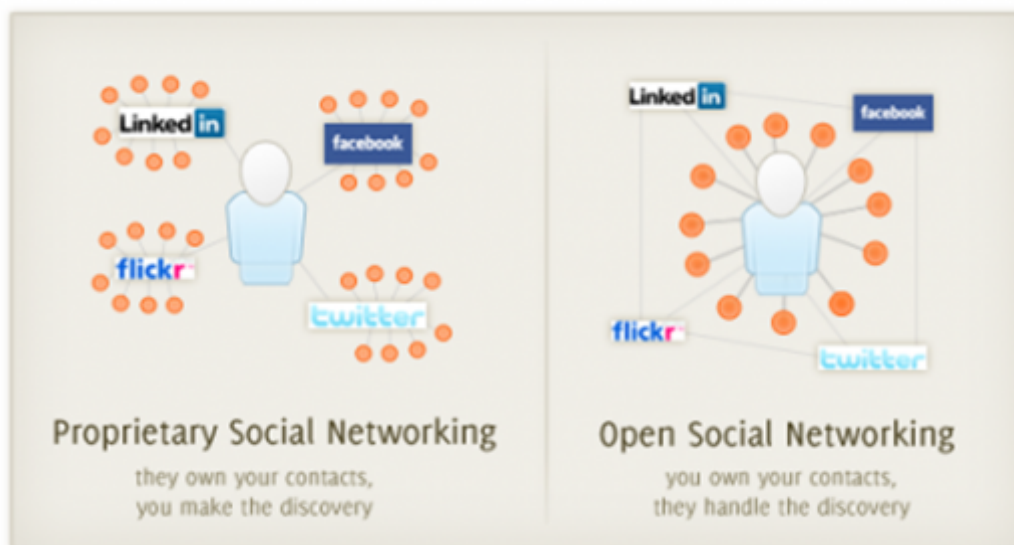 Linked in
facebook
flickr
twitter
Proprietary Social Networking
they own your contacts,
you make the discovery
Linked in
facebook
flickr
twitter
Open Social Networking
you own your contacts,
they handle the discovery